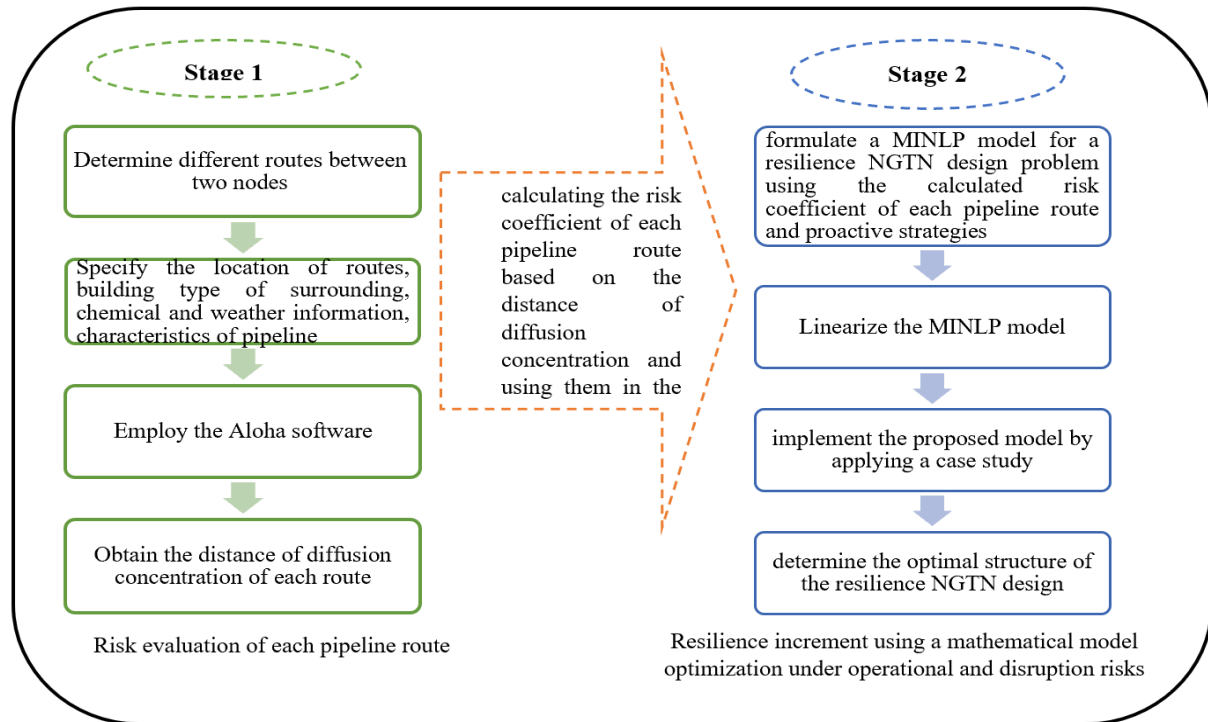 Stage 1
Determine different routes between
two nodes
Specify the location of routes,
building type of surrounding,
chemical and weather information,
characteristics of pipeline
Employ the Aloha software
Obtain the distance of diffusion
concentration of each route
Risk evaluation of each pipeline route
calculating the risk
coefficient of each
pipeline route
based on the
distance of
diffusion
concentration and
using them in the
Stage 2
formulate a MINLP model for a
resilience NGTN design problem
using the calculated risk
coefficient of each pipeline route
and proactive strategies
Linearize the MINLP model
implement the proposed model by
applying a case study
determine the optimal structure of
the resilience NGTN design
Resilience increment using a mathematical model
optimization under operational and disruption risks